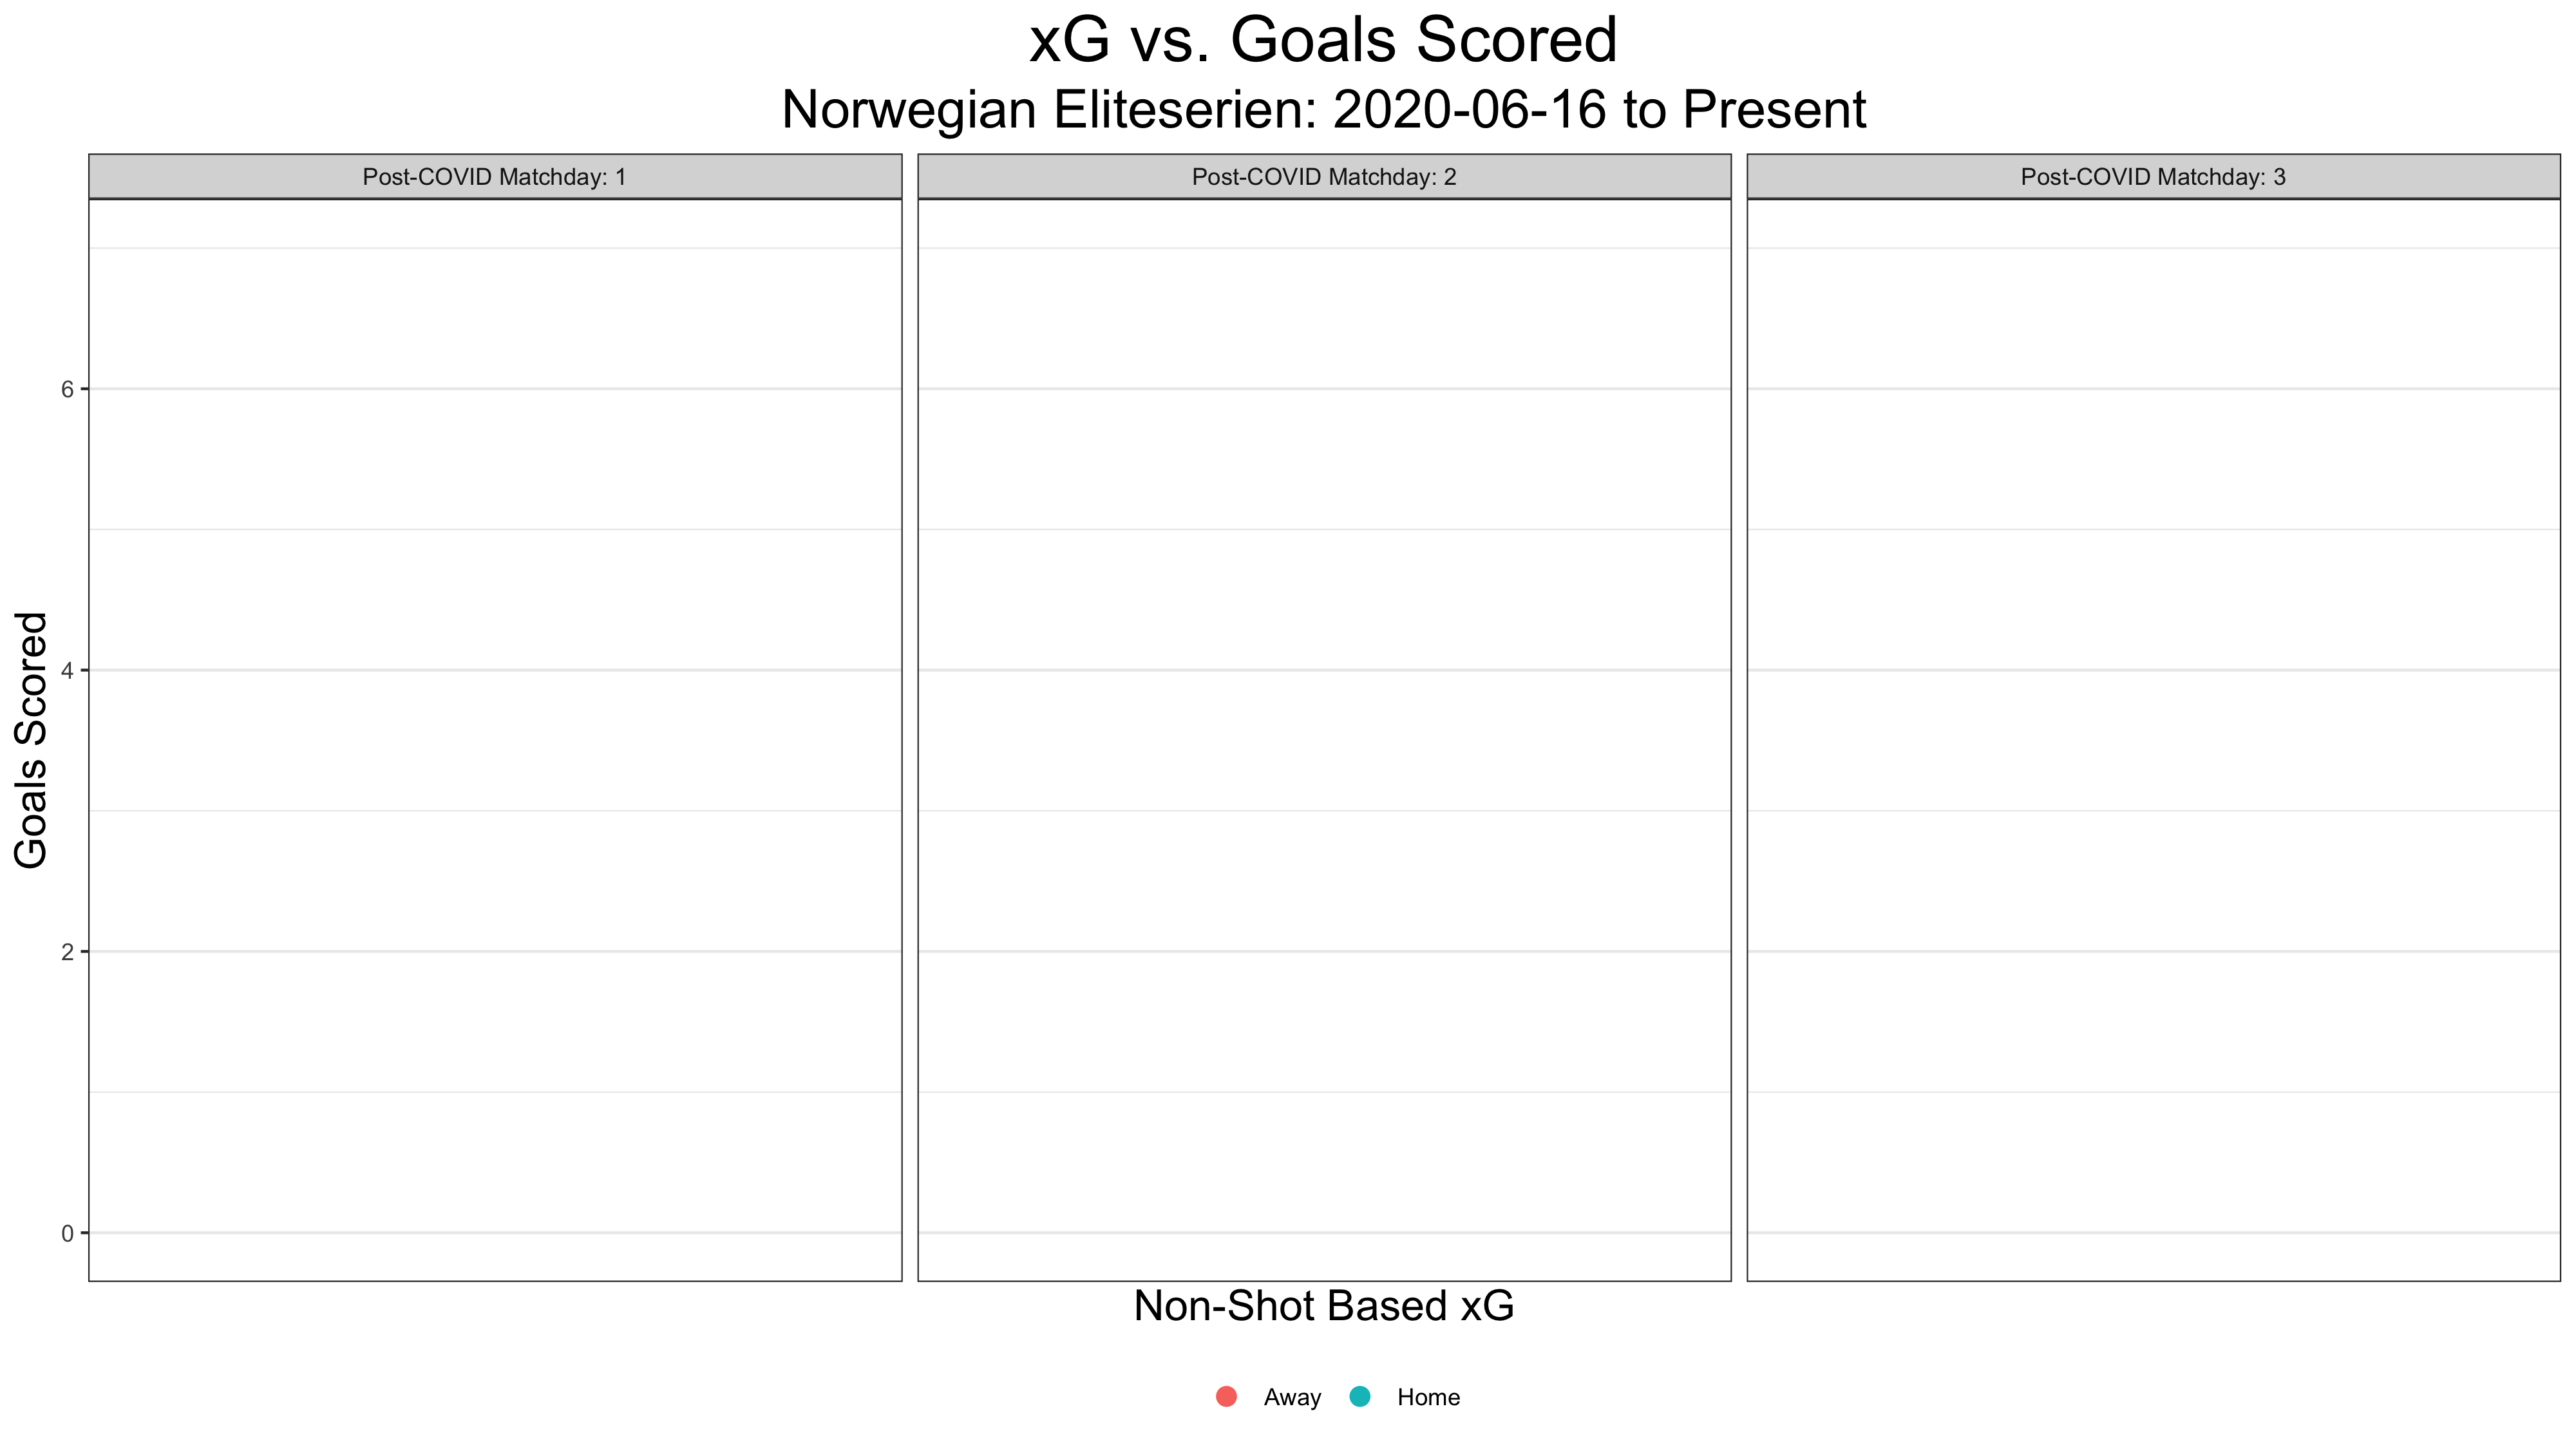 xG vs. Goals Scored
Norwegian Eliteserien: 2020-06-16 to Present
Post-COVID Matchday: 1
Post-COVID Matchday: 2
Post-COVID Matchday: 3
Goals Scored
6
4
2
0
Non-Shot Based xG
Away
Home